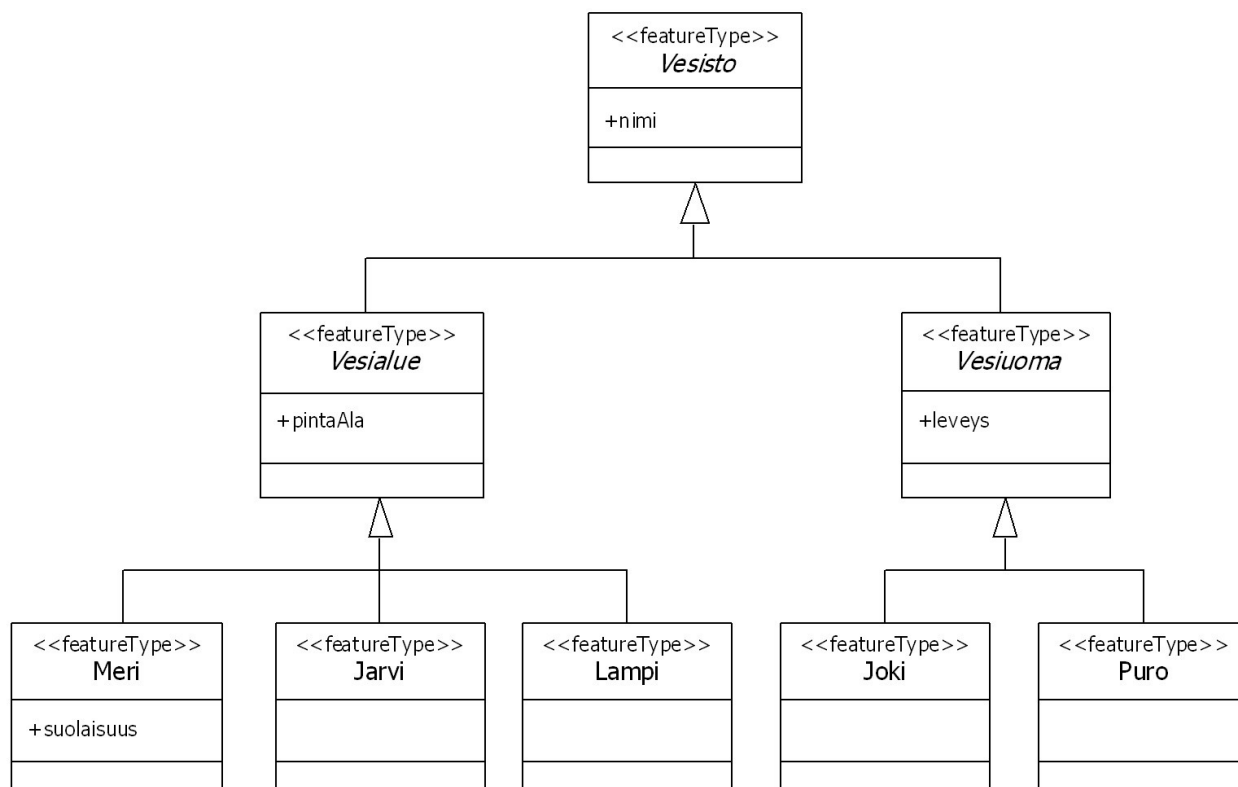 <<featureType>>
Vesisto
+nimi
<<featureType>>
Vesialue
+pintaAla
<<featureType>>
Vesiuoma
+leveys
<<featureType>>
Meri
+suolaisuus
<<featureType>>
Jarvi
<<featureType>>
Lampi
<<featureType>>
Joki
<<featureType>>
Puro